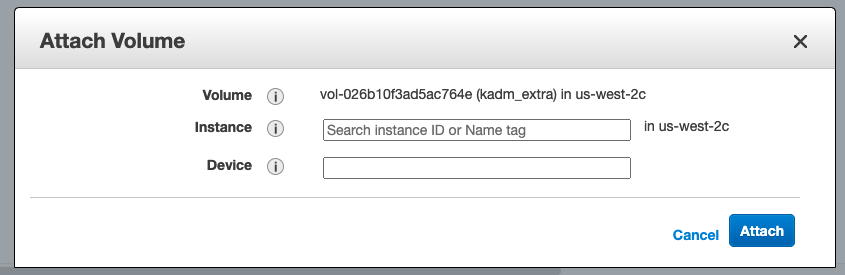 Attach Volume
Volume i vol-026b10f3ad5ac764e (kadm_extra) in us-west-2c
Instance i Search instance ID or Name tag in us-west-2c
Device i
Cancel Attach